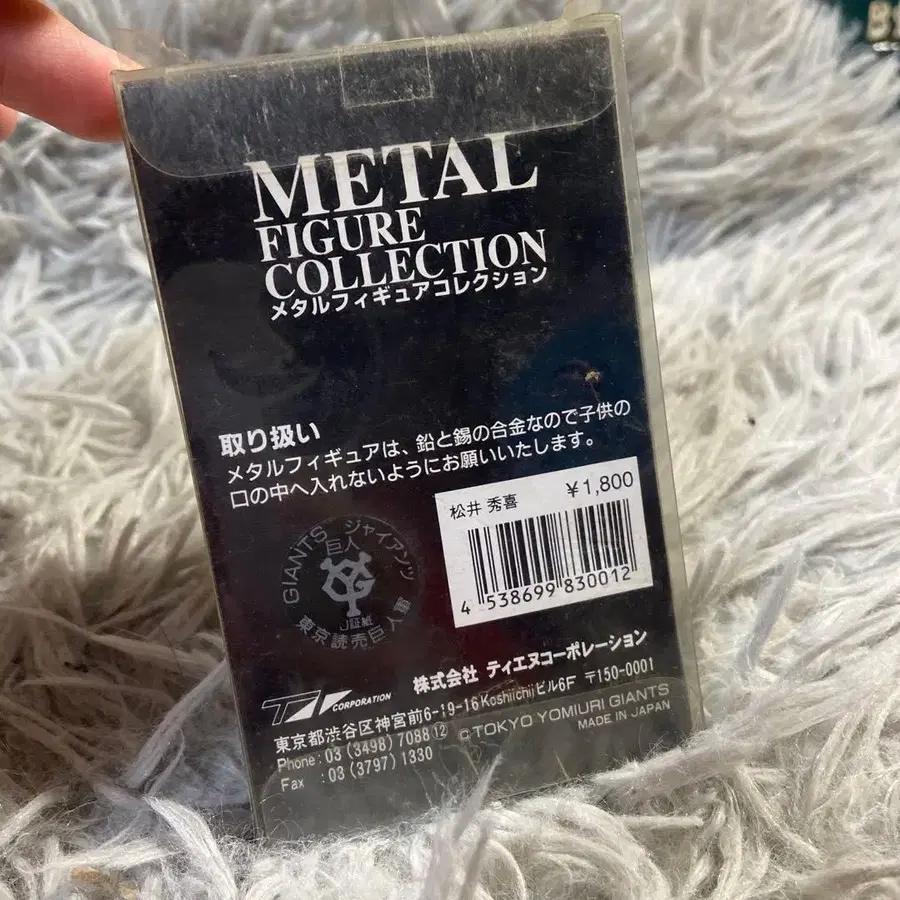 METAL
FIGURE
COLLECTION
メタルフィギュアコレクション
取り扱い
メタルフィギュアは、鉛と錫の合金なので子供の
口の中へ入れないようにお願いいたします。
松井 秀喜 ¥1,800
4 538699 830012
GIANTS ジャイアンツ
巨人
YG
証紙
東京読売巨人軍
CORPORATION 株式会社 ティエヌコーポレーション
東京都渋谷区神宮前6-19-16 Koshiichiビル6F 〒150-0001
Phone : 03 (3498) 7088 ⑫ ©TOKYO YOMIURI GIANTS
Fax : 03 (3797) 1330 MADE IN JAPAN